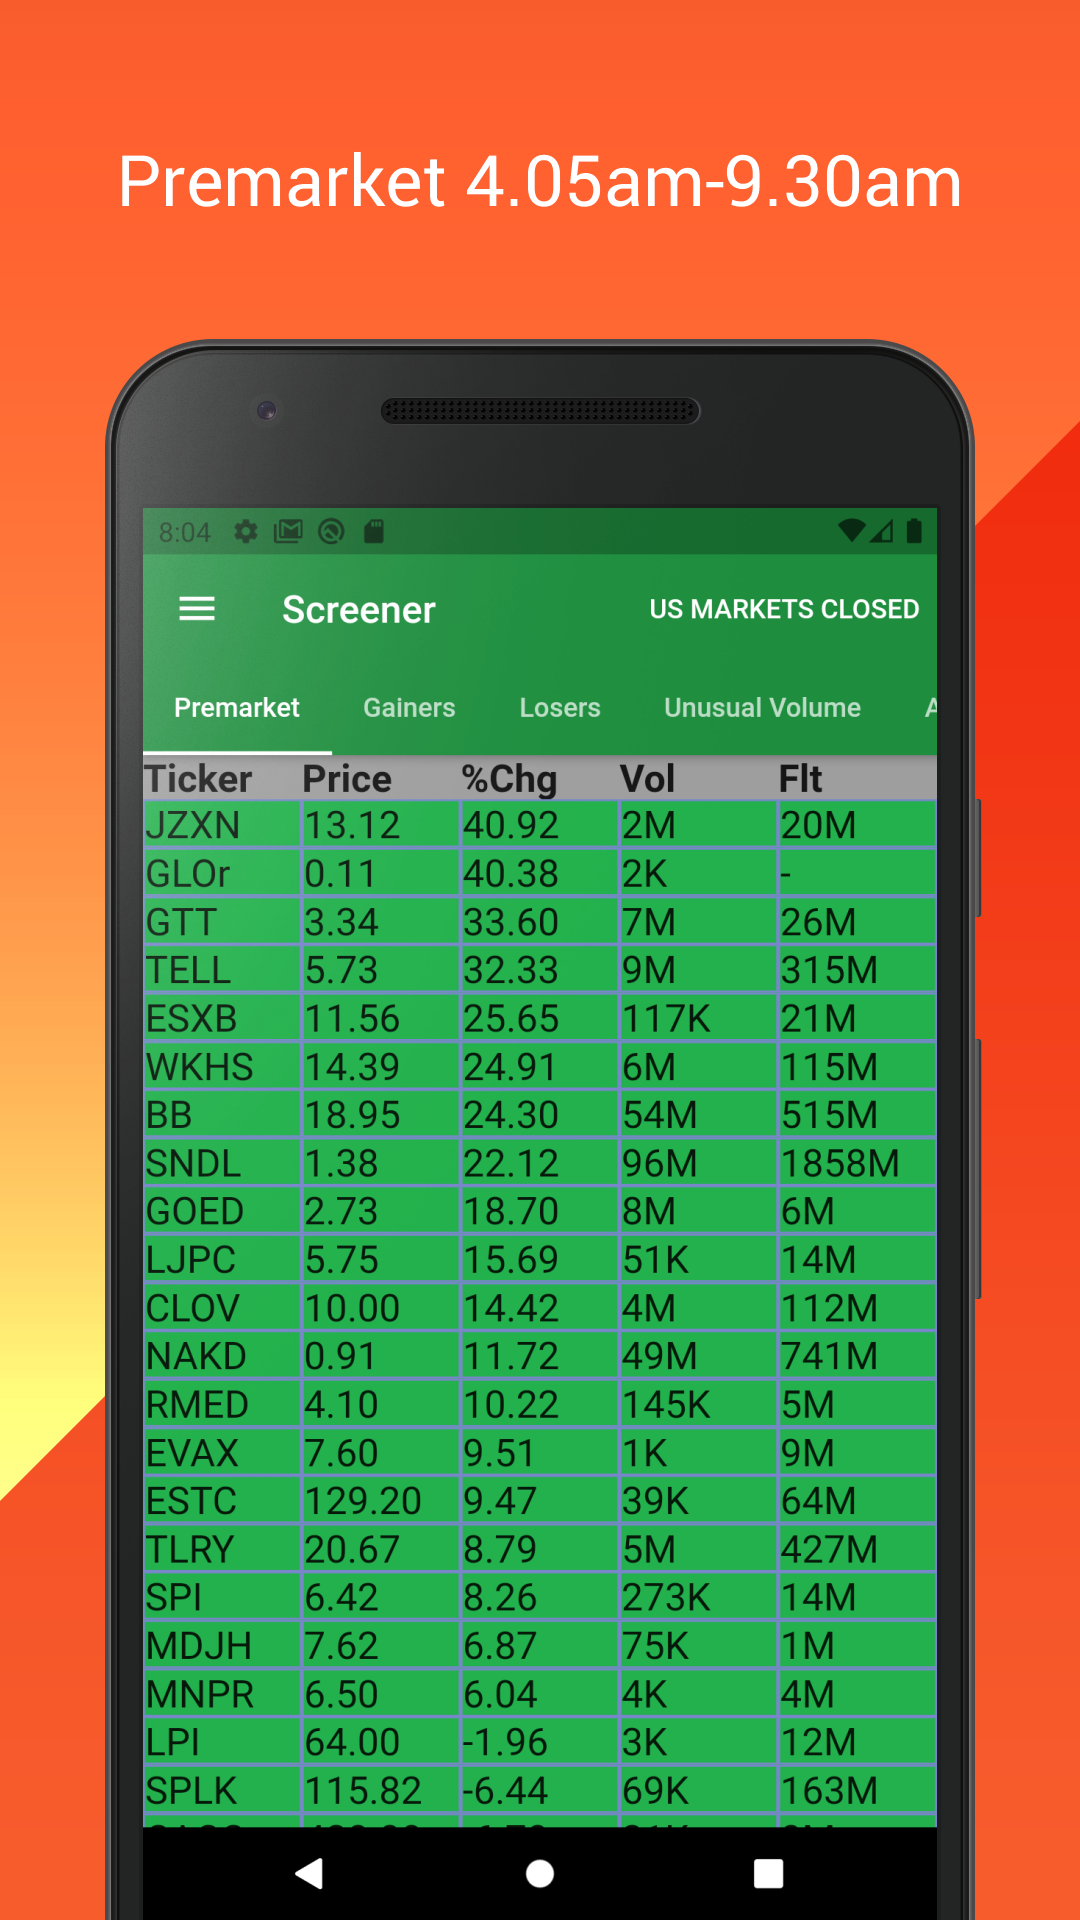 Premarket 4.05am-9.30am
8:04
Screener US MARKETS CLOSED
Premarket Gainers Losers Unusual Volume
Ticker Price %Chg Vol Flt
JZXN 13.12 40.92 2M 20M
GLOr 0.11 40.38 2K -
GTT 3.34 33.60 7M 26M
TELL 5.73 32.33 9M 315M
ESXB 11.56 25.65 117K 21M
WKHS 14.39 24.91 6M 115M
BB 18.95 24.30 54M 515M
SNDL 1.38 22.12 96M 1858M
GOED 2.73 18.70 8M 6M
LJPC 5.75 15.69 51K 14M
CLOV 10.00 14.42 4M 112M
NAKD 0.91 11.72 49M 741M
RMED 4.10 10.22 145K 5M
EVAX 7.60 9.51 1K 9M
ESTC 129.20 9.47 39K 64M
TLRY 20.67 8.79 5M 427M
SPI 6.42 8.26 273K 14M
MDJH 7.62 6.87 75K 1M
MNPR 6.50 6.04 4K 4M
LPI 64.00 -1.96 3K 12M
SPLK 115.82 -6.44 69K 163M